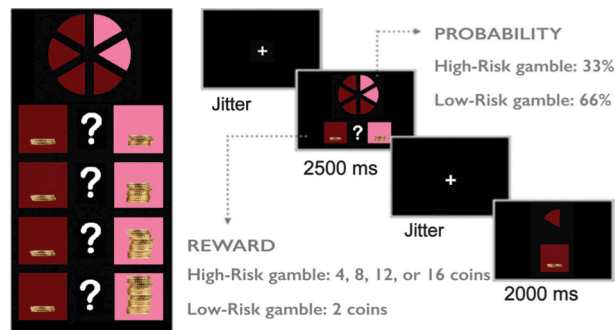 ?
?
?
?
Jitter
?
2500 ms
Jitter
2000 ms
PROBABILITY
High-Risk gamble: 33%
Low-Risk gamble: 66%
REWARD
High-Risk gamble: 4, 8, 12, or 16 coins
Low-Risk gamble: 2 coins